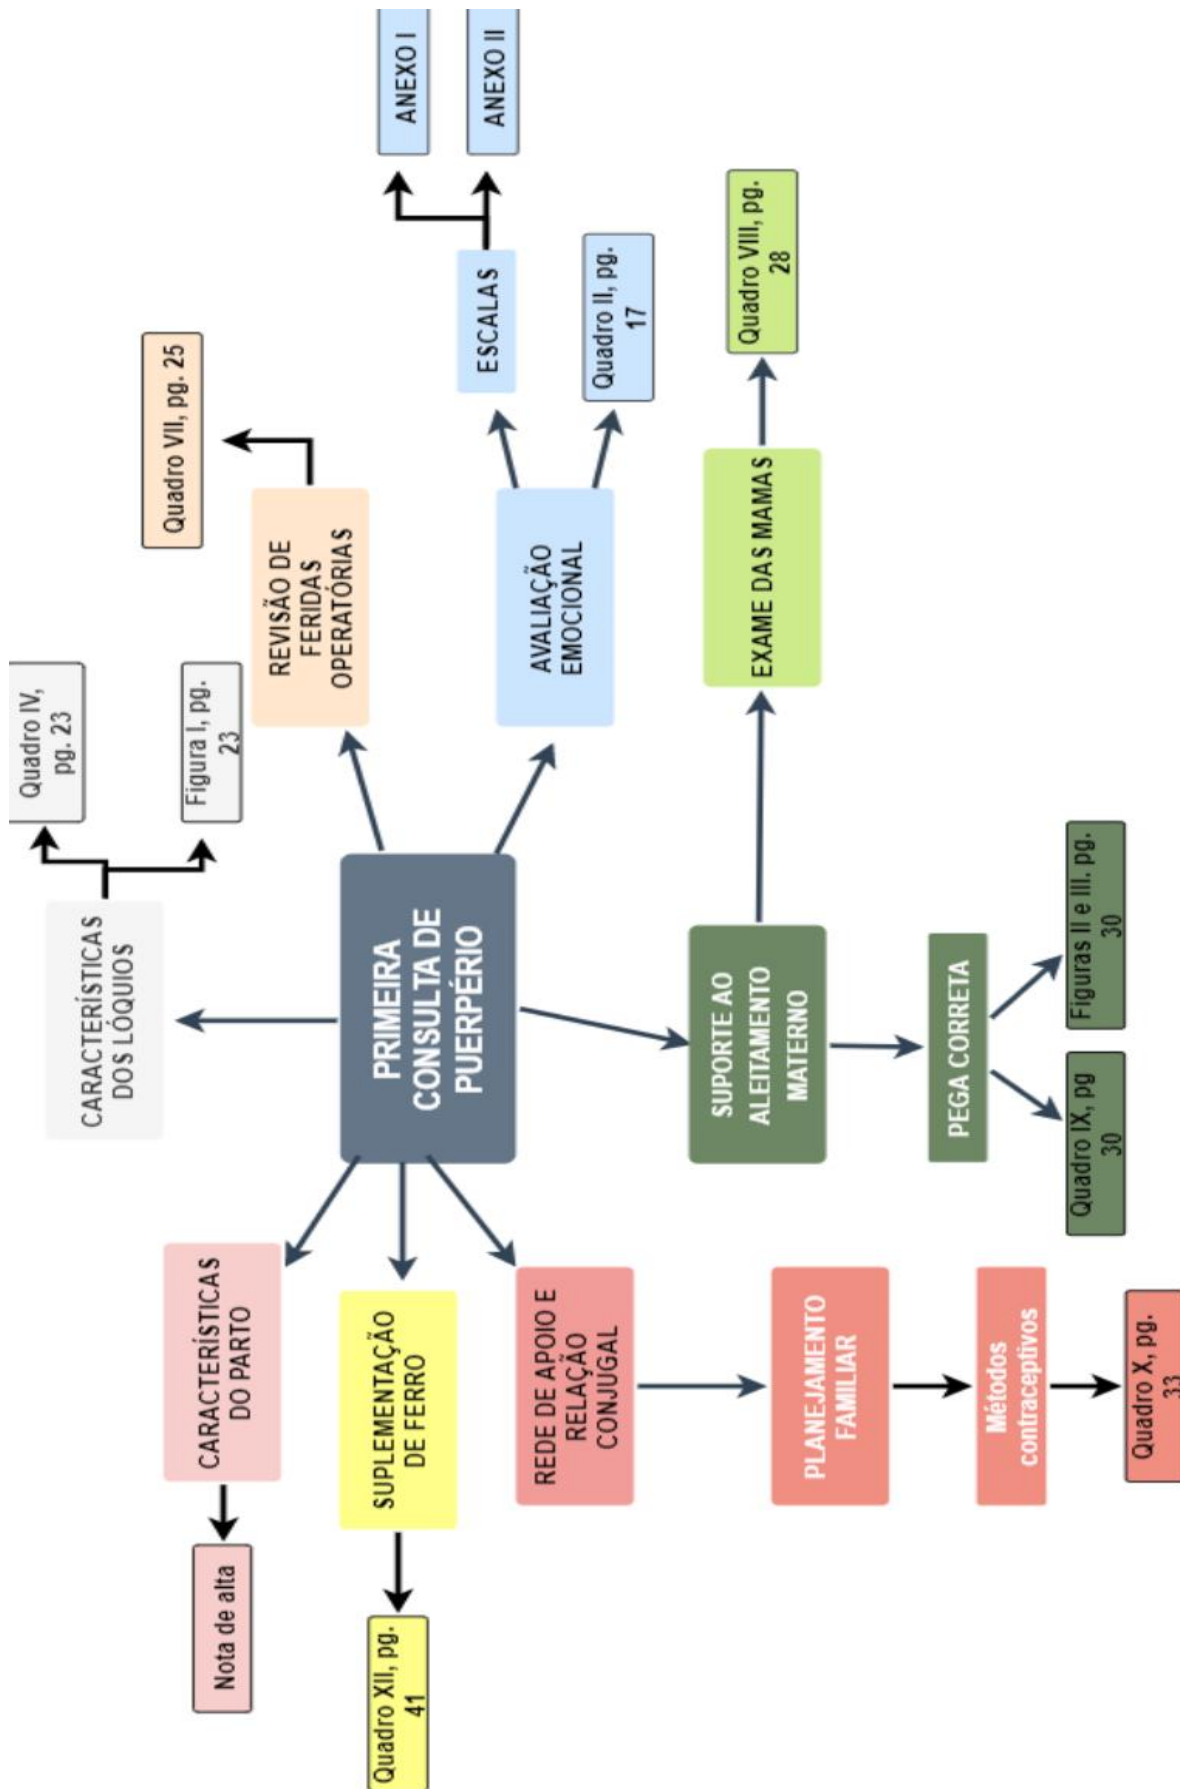 Nota de alta
CARACTERÍSTICAS
DO PARTO
CARACTERÍSTICAS
DOS LÓQUIOS
Quadro IV,
pg. 23
Figura I, pg.
23
Quadro XII, pg.
41
SUPLEMENTAÇÃO
DE FERRO
PRIMEIRA
CONSULTA DE
PUERPÉRIO
REVISÃO DE
FERIDAS
OPERATÓRIAS
Quadro VII, pg. 25
REDE DE APOIO E
RELAÇÃO
CONJUGAL
AVALIAÇÃO
EMOCIONAL
ESCALAS
ANEXO I
ANEXO II
Quadro II, pg.
17
PLANEJAMENTO
FAMILIAR
SUPORTE AO
ALEITAMENTO
MATERNO
EXAME DAS MAMAS
Quadro VIII, pg.
28
Métodos
contraceptivos
PEGA CORRETA
Quadro X, pg.
33
Quadro IX, pg
30
Figuras II e III. pg.
30